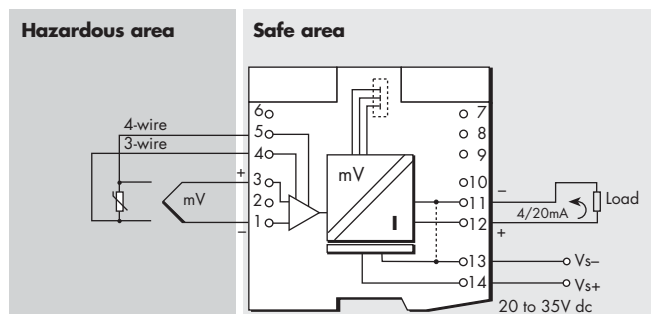 Hazardous area
Safe area
6
7
4-wire
5
8
3-wire
4
9
+
3
mV
mV
10
–
2
11
Load
4/20mA
1
I
12
–
+
13
Vs–
14
Vs+
20 to 35V dc